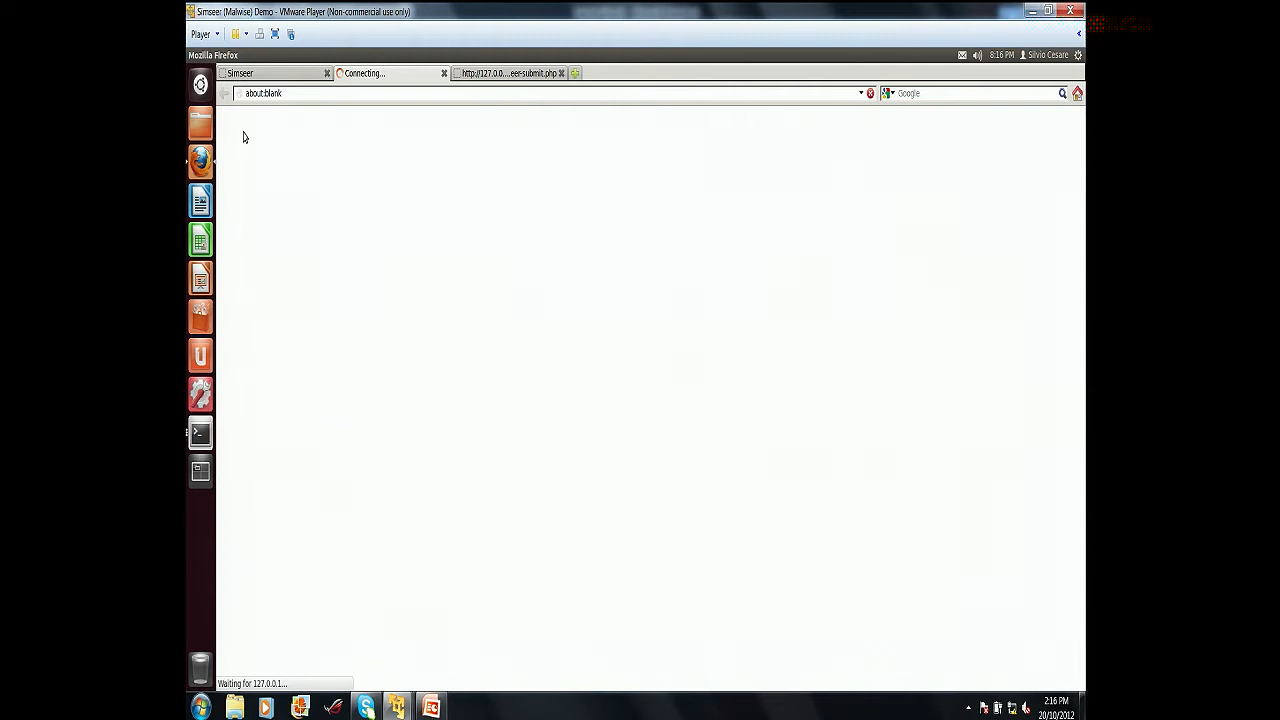 Simseer (Malwise) Demo - VMware Player (Non-commercial use only)
Player
Mozilla Firefox
8:16 PM
Silvio Cesare
Simseer
Connecting...
http://127.0.0....eer-submit.php
about:blank
Google
Waiting for 127.0.0.1...
2:16 PM
20/10/2012